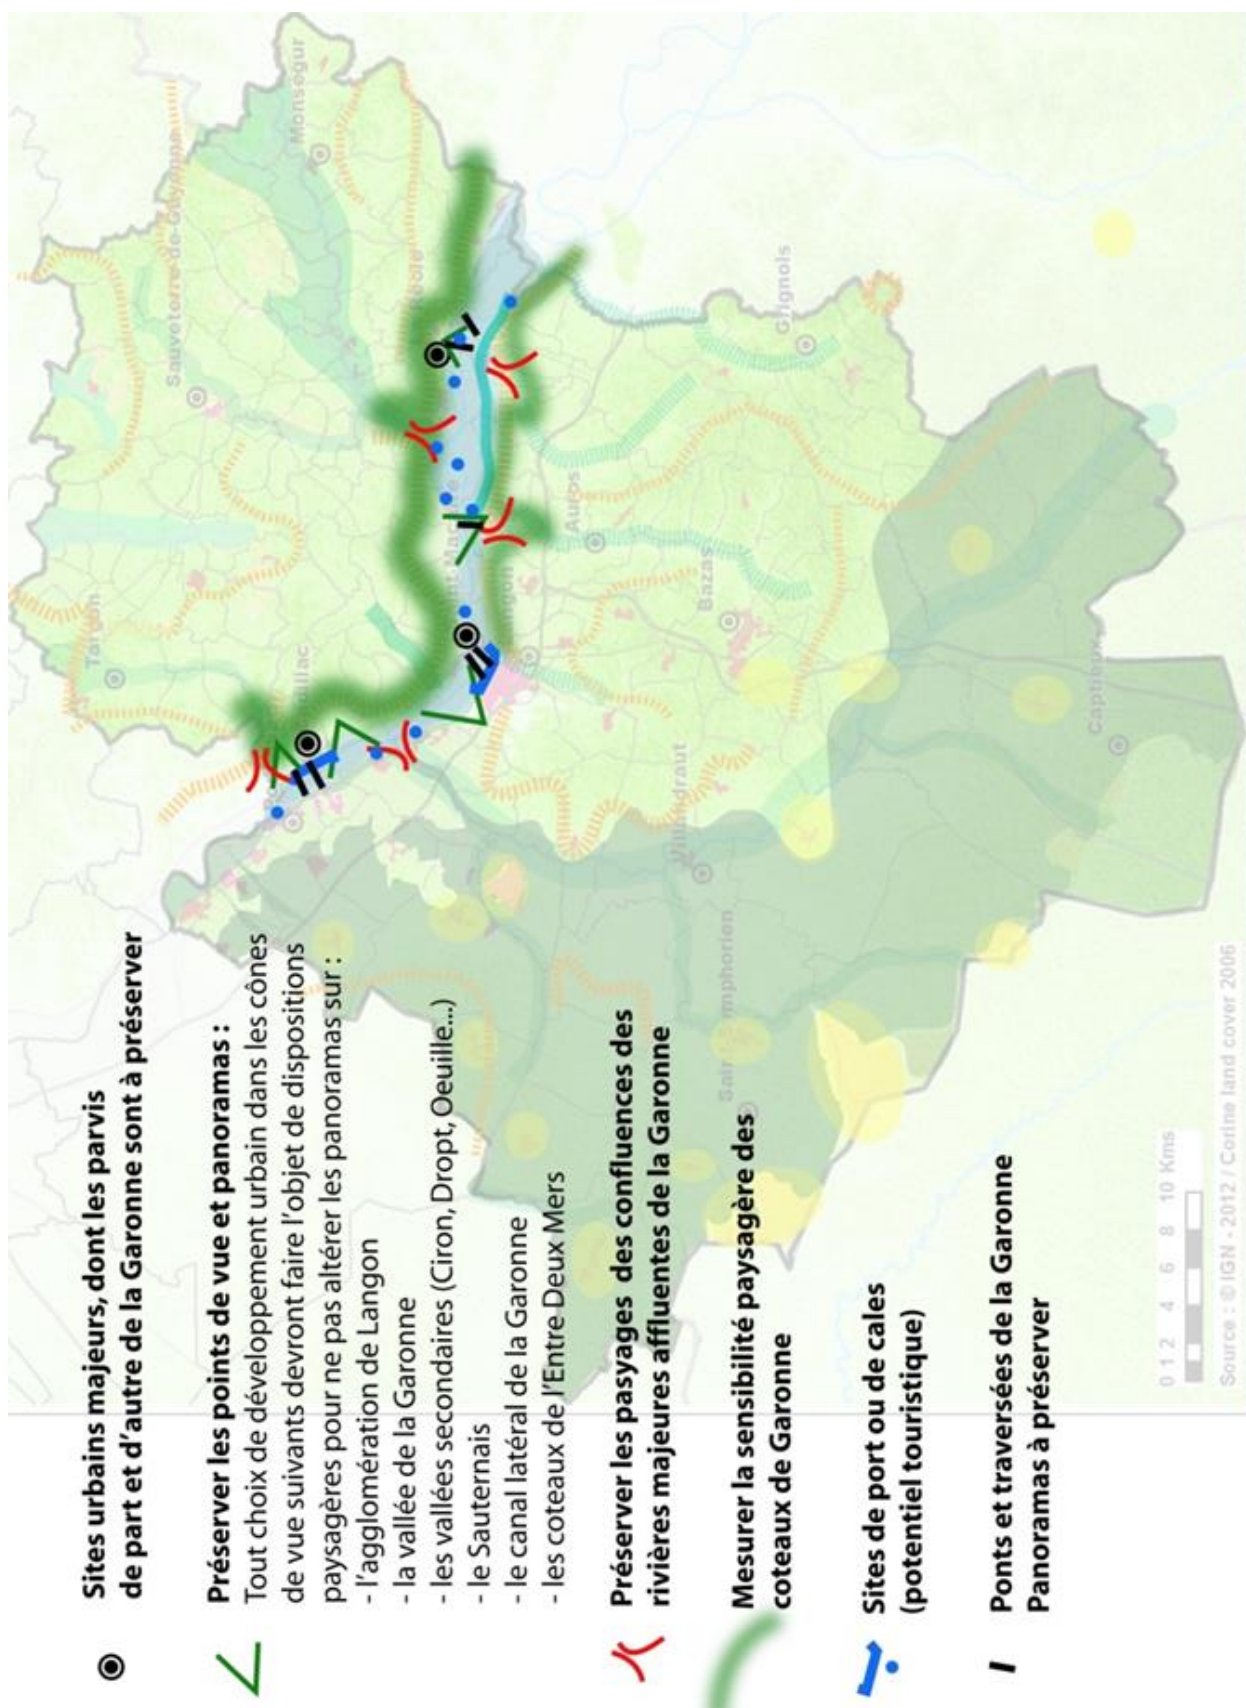 Sites urbains majeurs, dont les parvis
de part et d'autre de la Garonne sont à préserver
Préserver les points de vue et panoramas :
Tout choix de développement urbain dans les cônes
de vue suivants devront faire l'objet de dispositions
paysagères pour ne pas altérer les panoramas sur :
- l'agglomération de Langon
- la vallée de la Garonne
- les vallées secondaires (Ciron, Dropt, Oeuille...)
- le Sauternais
- le canal latéral de la Garonne
- les coteaux de l'Entre Deux Mers
Préserver les pasyages des confluences des
rivières majeures affluentes de la Garonne
Mesurer la sensibilité paysagère des
coteaux de Garonne
Sites de port ou de cales
(potentiel touristique)
Ponts et traversées de la Garonne
Panoramas à préserver
Targon
Sauveterre-de-Guyenne
Monségur
Auros
Bazas
Grignols
Captieux
0 1 2 4 6 8 10 Kms
Source : © IGN - 2012 / Corine land cover 2006